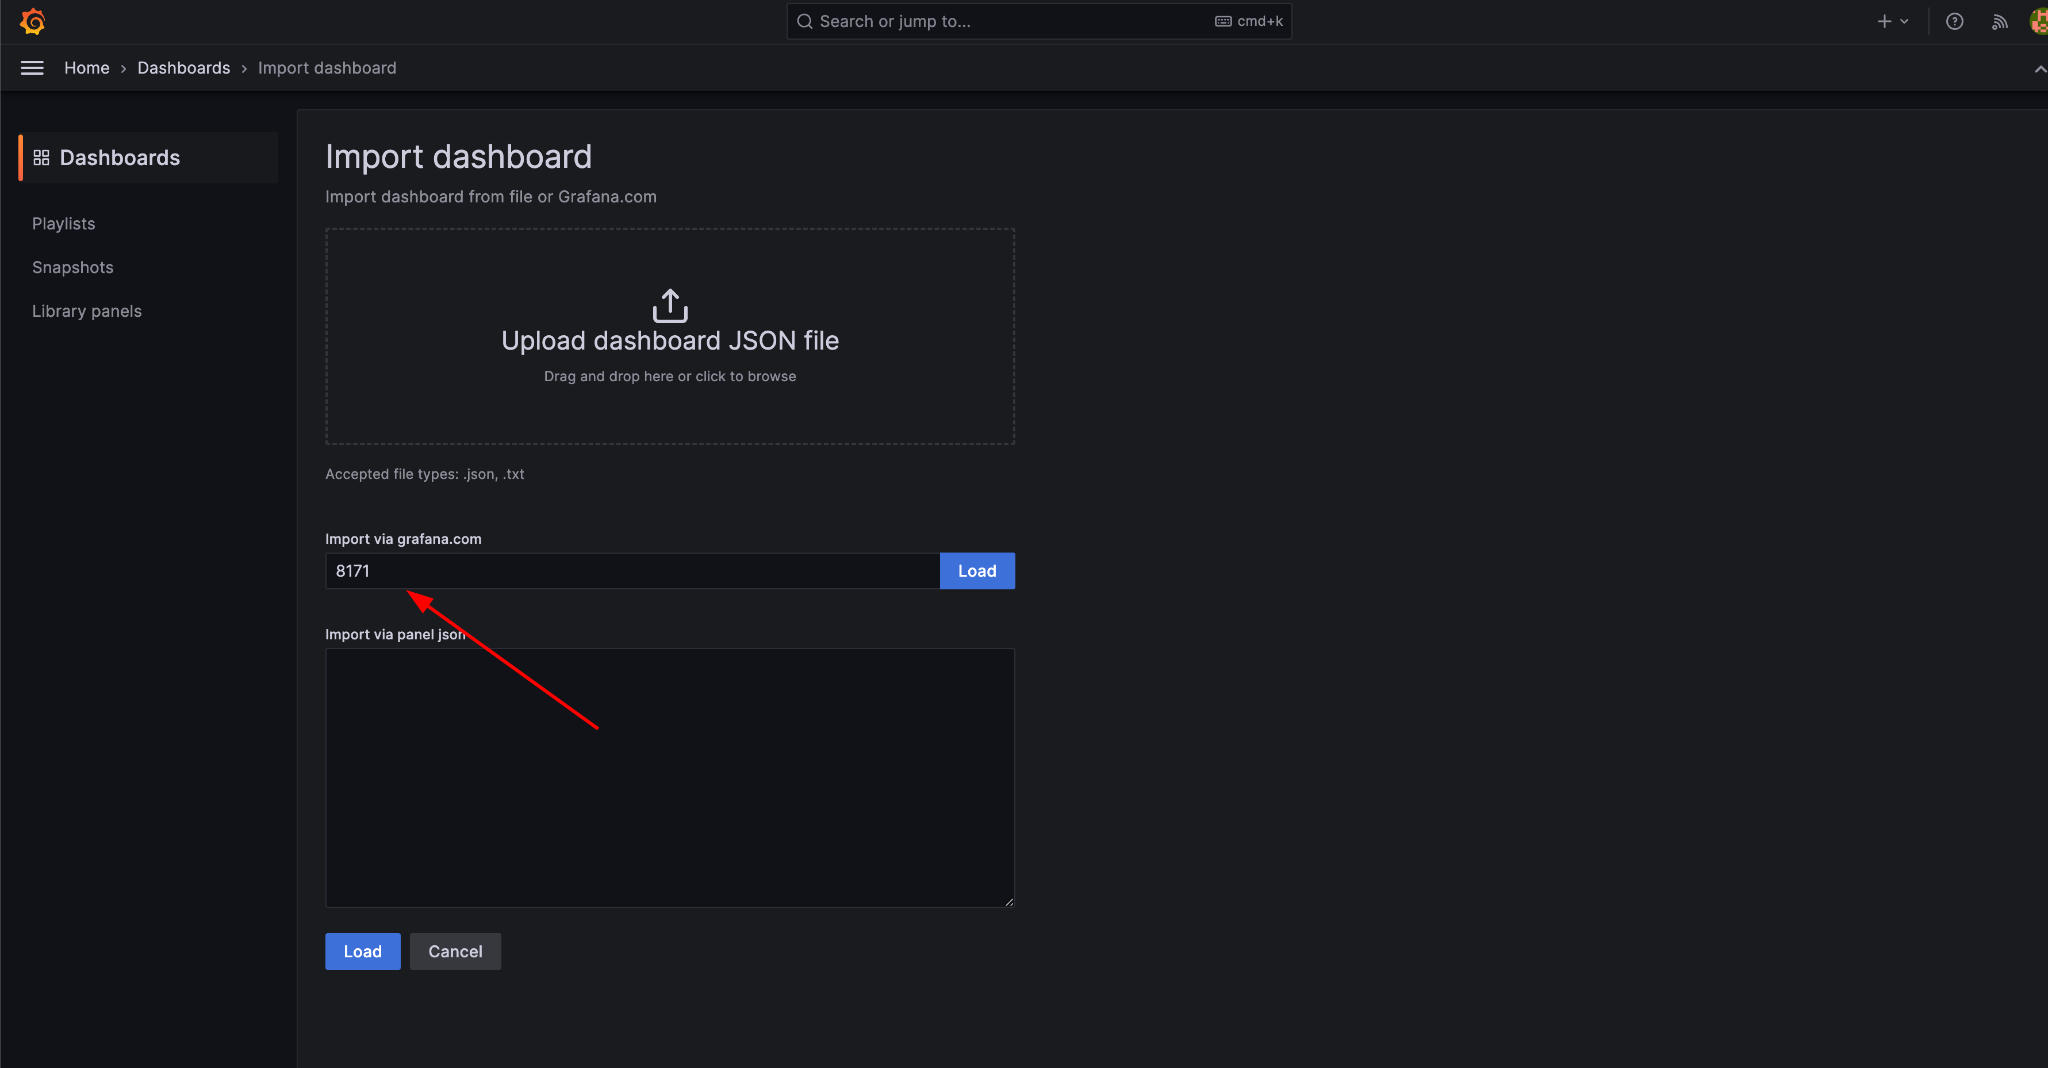 Search or jump to... cmd+k
Home › Dashboards › Import dashboard
Dashboards
Playlists
Snapshots
Library panels
Import dashboard
Import dashboard from file or Grafana.com
Upload dashboard JSON file
Drag and drop here or click to browse
Accepted file types: .json, .txt
Import via grafana.com
8171 Load
Import via panel json
Load Cancel